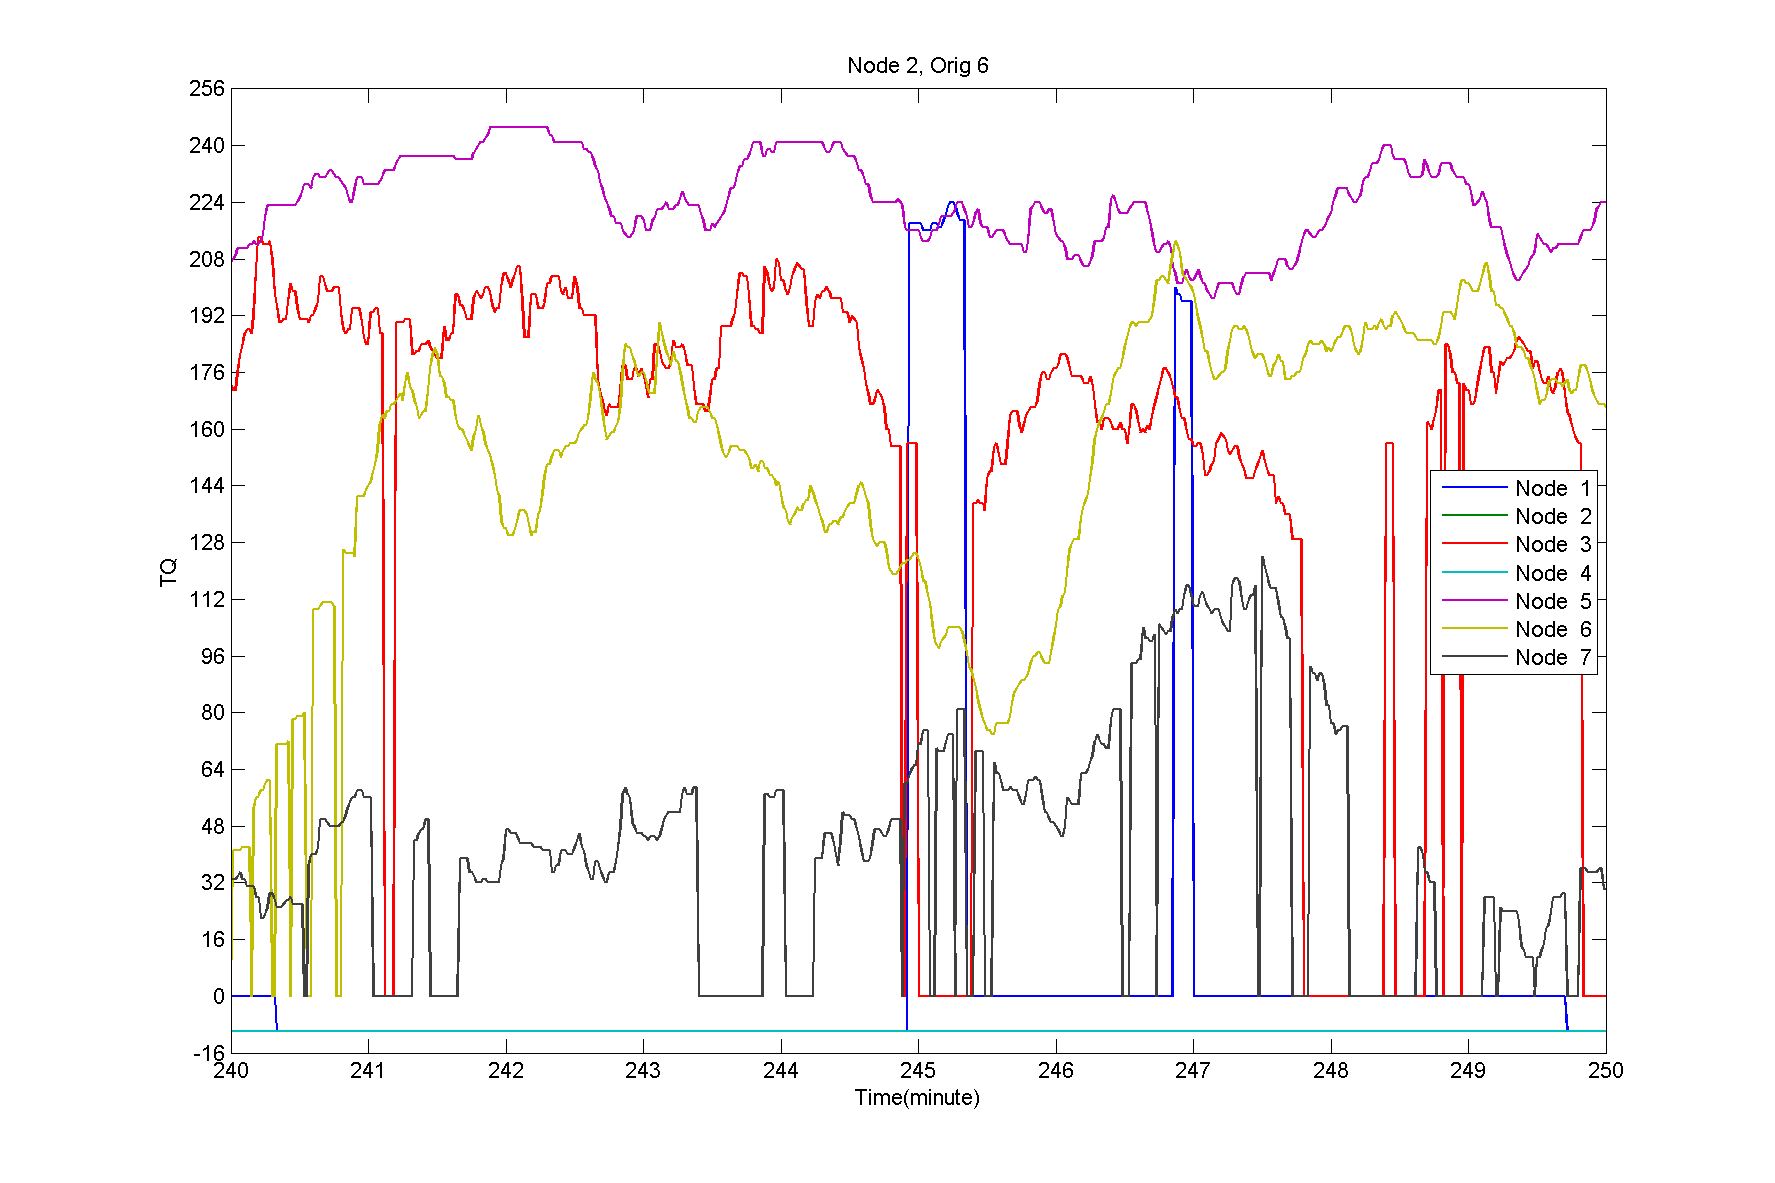 Node 2, Orig 6
256
240
224
208
192
176
160
144
128
112
96
80
64
48
32
16
0
-16
TQ
Node 1
Node 2
Node 3
Node 4
Node 5
Node 6
Node 7
240 241 242 243 244 245 246 247 248 249 250
Time(minute)